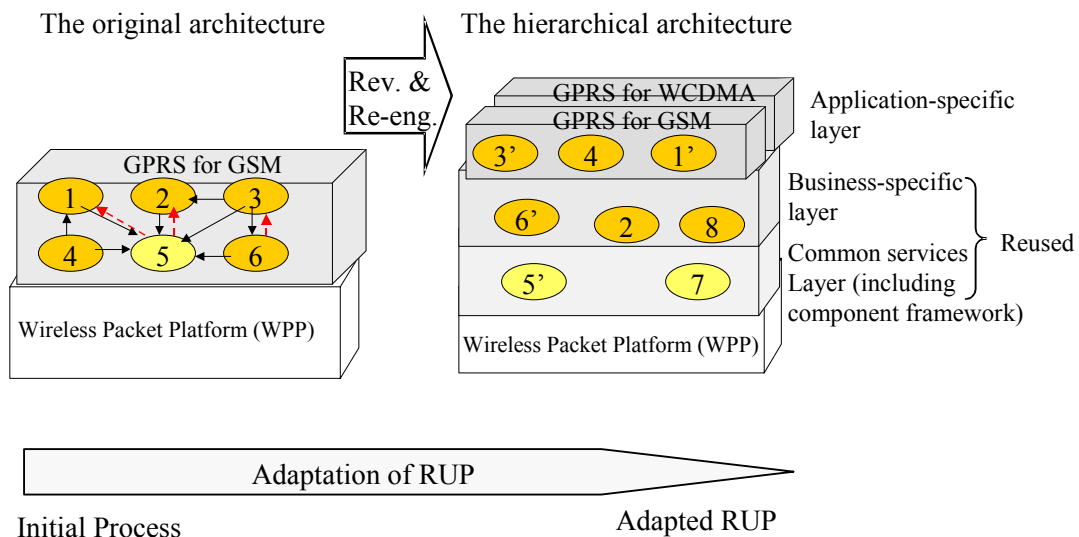 The original architecture
The hierarchical architecture
Rev. &
Re-eng.
GPRS for GSM
1
2
3
4
5
6
Wireless Packet Platform (WPP)
GPRS for WCDMA
GPRS for GSM
3’
4
1’
Application-specific
layer
6’
2
8
Business-specific
layer
5’
7
Common services
Layer (including
component framework)
Reused
Wireless Packet Platform (WPP)
Adaptation of RUP
Initial Process
Adapted RUP